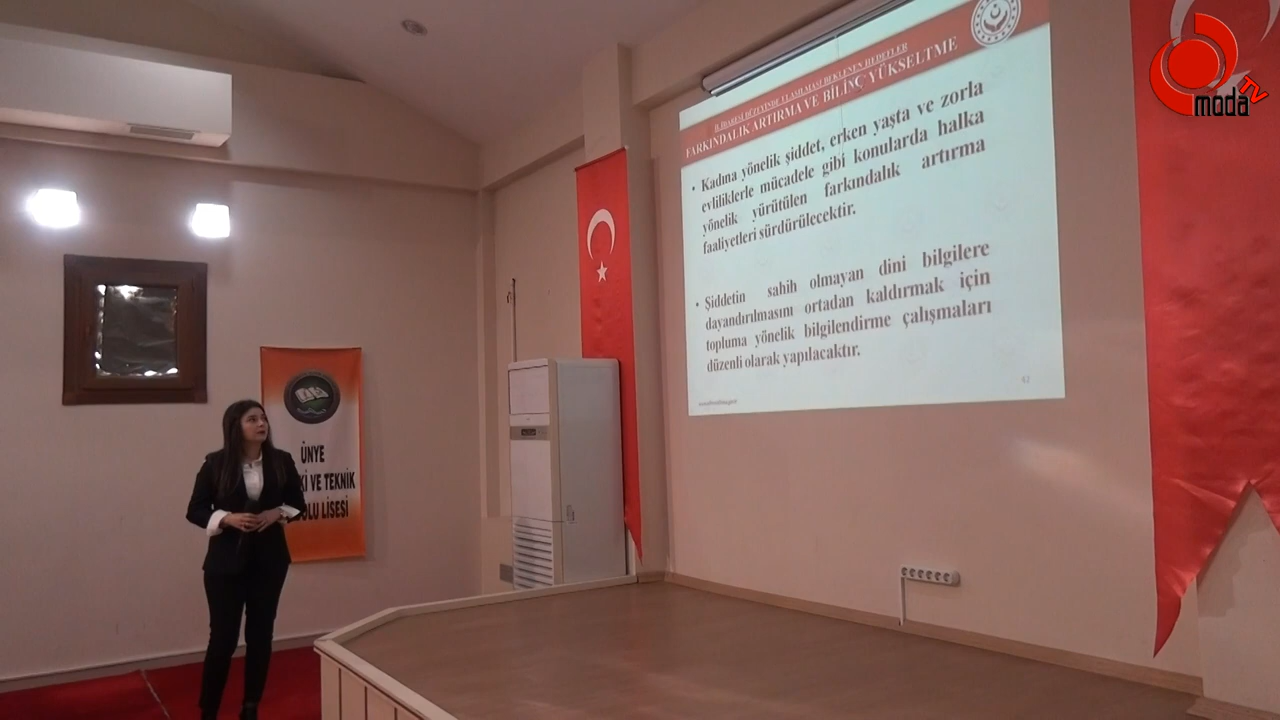 moda TV
İL İDARESİ DÜZEYİNDE ULAŞILMASI BEKLENEN HEDEFLER
FARKINDALIK ARTIRMA VE BİLİNÇ YÜKSELTME
• Kadına yönelik şiddet, erken yaşta ve zorla
evliliklerle mücadele gibi konularda halka
yönelik yürütülen farkındalık artırma
faaliyetleri sürdürülecektir.
• Şiddetin sahih olmayan dini bilgilere
dayandırılmasını ortadan kaldırmak için
topluma yönelik bilgilendirme çalışmaları
düzenli olarak yapılacaktır.
ÜNYE
Kİ VE TEKNİK
OLU LİSESİ